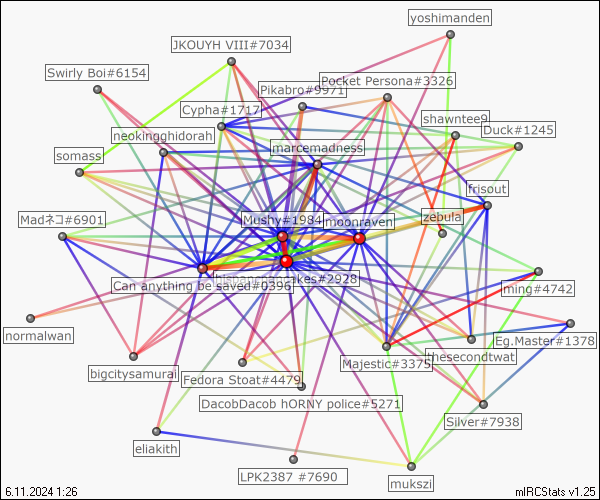 yoshimanden
JKOUYH VIII#7034
Swirly Boi#6154
Pocket Persona#3326
Pikabro#9971
Cypha#1717
shawntee9
Duck#1245
neokingghidorah
marcemadness
somass
frisout
Madネコ#6901
Mushy#1984
moonraven
zebula
#2928
Can anything be saved#0396
ming#4742
normalwan
Eg.Master#1378
thesecondtwat
Majestic#3375
bigcitysamurai
Fedora Stoat#4479
DacobDacob hORNY police#5271
Silver#7938
eliakith
LPK2387 #7690
mukszi
6.11.2024 1:26
mIRCStats v1.25